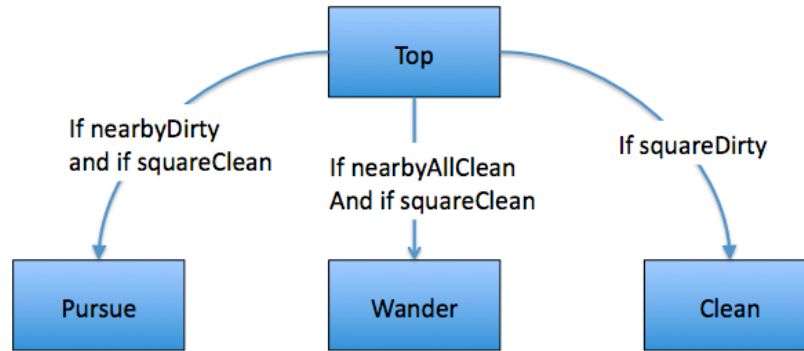 Top
If nearbyDirty
and if squareClean
If nearbyAllClean
And if squareClean
If squareDirty
Pursue
Wander
Clean